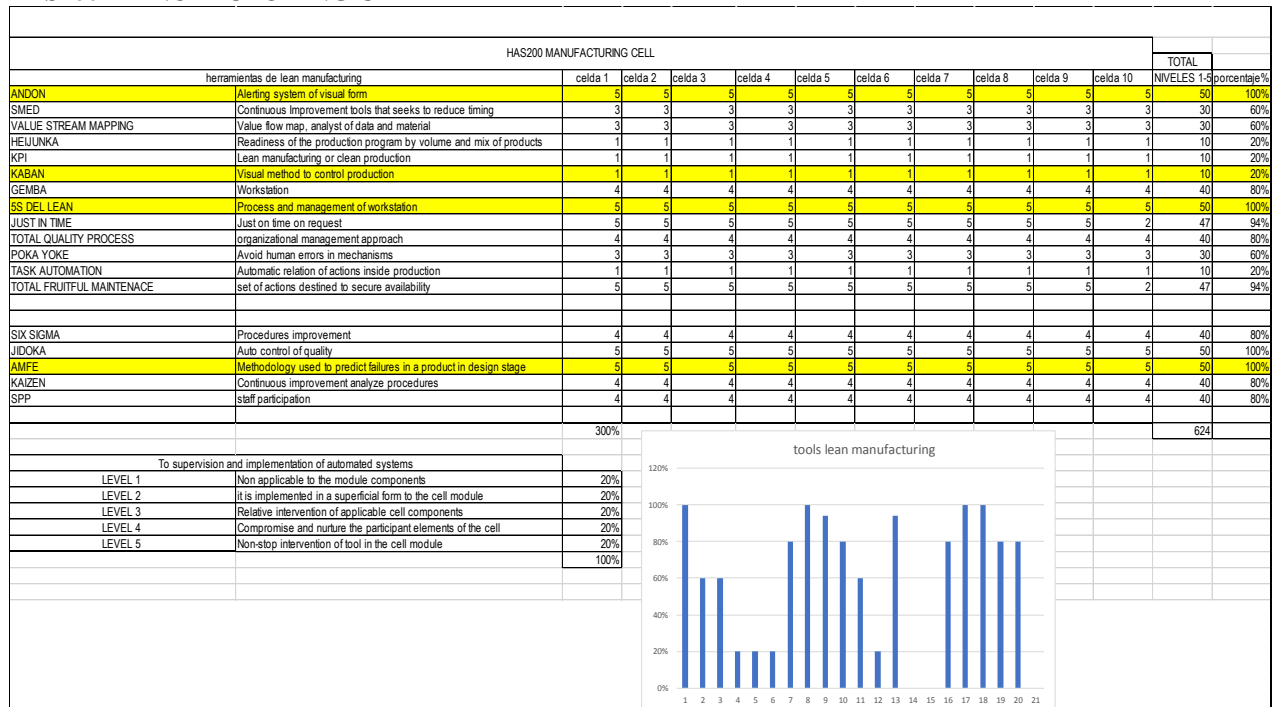 HAS200 MANUFACTURING CELL
TOTAL
herramientas de lean manufacturing celda 1 celda 2 celda 3 celda 4 celda 5 celda 6 celda 7 celda 8 celda 9 celda 10 NIVELES 1-5 porcentaje%
ANDON Alerting system of visual form 5 5 5 5 5 5 5 5 5 5 50 100%
SMED Continuous Improvement tools that seeks to reduce timing 3 3 3 3 3 3 3 3 3 3 30 60%
VALUE STREAM MAPPING Value flow map, analyst of data and material 3 3 3 3 3 3 3 3 3 3 30 60%
HEIJUNKA Readiness of the production program by volume and mix of products 1 1 1 1 1 1 1 1 1 1 10 20%
KPI Lean manufacturing or clean production 1 1 1 1 1 1 1 1 1 1 10 20%
KABAN Visual method to control production 1 1 1 1 1 1 1 1 1 1 10 20%
GEMBA Workstation 4 4 4 4 4 4 4 4 4 4 40 80%
5S DEL LEAN Process and management of workstation 5 5 5 5 5 5 5 5 5 5 50 100%
JUST IN TIME Just on time on request 5 5 5 5 5 5 5 5 5 2 47 94%
TOTAL QUALITY PROCESS organizational management approach 4 4 4 4 4 4 4 4 4 4 40 80%
POKA YOKE Avoid human errors in mechanisms 3 3 3 3 3 3 3 3 3 3 30 60%
TASK AUTOMATION Automatic relation of actions inside production 1 1 1 1 1 1 1 1 1 1 10 20%
TOTAL FRUITFUL MAINTENACE set of actions destined to secure availability 5 5 5 5 5 5 5 5 5 2 47 94%
SIX SIGMA Procedures improvement 4 4 4 4 4 4 4 4 4 4 40 80%
JIDOKA Auto control of quality 5 5 5 5 5 5 5 5 5 5 50 100%
AMFE Methodology used to predict failures in a product in design stage 5 5 5 5 5 5 5 5 5 5 50 100%
KAIZEN Continuous improvement analyze procedures 4 4 4 4 4 4 4 4 4 4 40 80%
SPP staff participation 4 4 4 4 4 4 4 4 4 4 40 80%
300% 624
To supervision and implementation of automated systems
LEVEL 1 Non applicable to the module components 20%
LEVEL 2 it is implemented in a superficial form to the cell module 20%
LEVEL 3 Relative intervention of applicable cell components 20%
LEVEL 4 Compromise and nurture the participant elements of the cell 20%
LEVEL 5 Non-stop intervention of tool in the cell module 20%
100%
tools lean manufacturing
120%
100%
80%
60%
40%
20%
0%
1 2 3 4 5 6 7 8 9 10 11 12 13 14 15 16 17 18 19 20 21